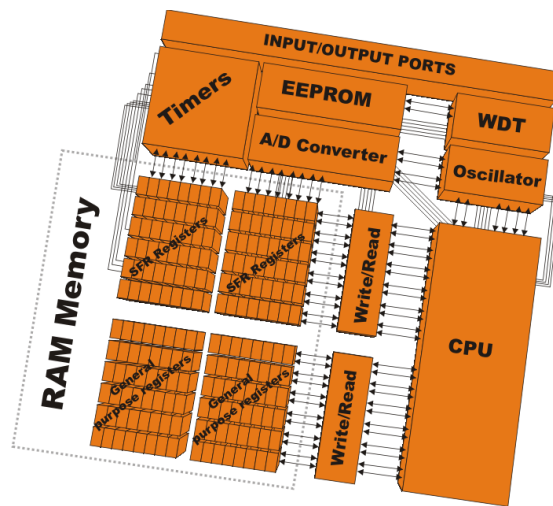 INPUT/OUTPUT PORTS
Timers
EEPROM
WDT
A/D Converter
Oscillator
RAM Memory
SFR Registers
SFR Registers
Write/Read
CPU
General
purpose registers
General
purpose registers
Write/Read